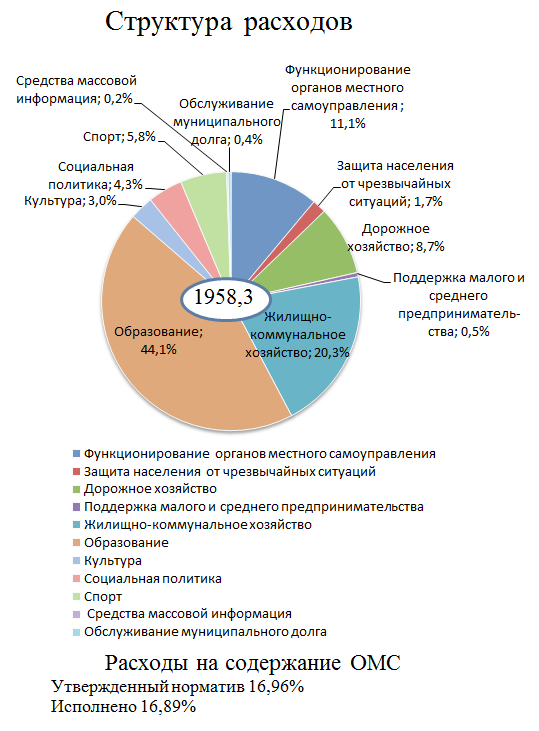 Структура расходов
Средства массовой
информация; 0,2%
Обслуживание
муниципального
долга; 0,4%
Функционирование
органов местного
самоуправления ;
11,1%
Спорт; 5,8%
Социальная
политика; 4,3%
Культура; 3,0%
Защита населения
от чрезвычайных
ситуаций; 1,7%
Дорожное
хозяйство; 8,7%
Поддержка малого и
среднего
предприниматель-
ства; 0,5%
1958,3
Жилищно-
коммунальное
хозяйство; 20,3%
Образование;
44,1%
Функционирование органов местного самоуправления
Защита населения от чрезвычайных ситуаций
Дорожное хозяйство
Поддержка малого и среднего предпринимательства
Жилищно-коммунальное хозяйство
Образование
Культура
Социальная политика
Спорт
Средства массовой информация
Обслуживание муниципального долга
Расходы на содержание ОМС
Утвержденный норматив 16,96%
Исполнено 16,89%